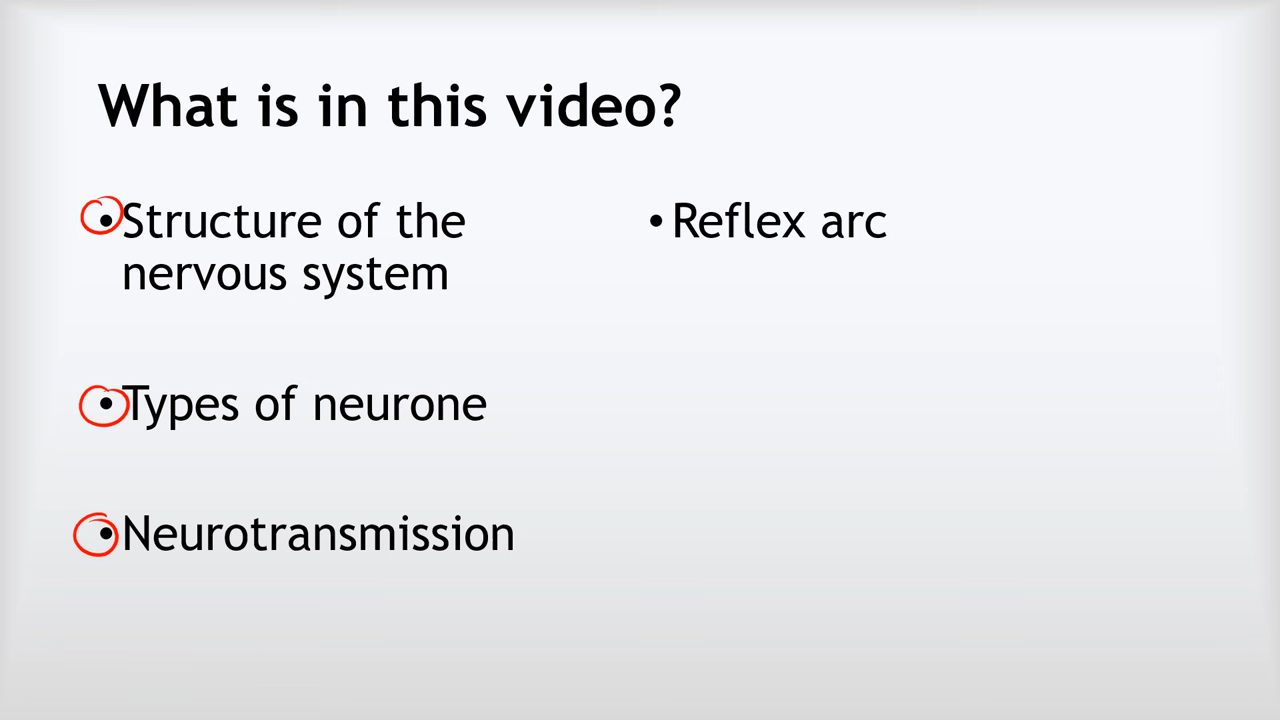 What is in this video?
• Structure of the
nervous system
• Types of neurone
• Neurotransmission
• Reflex arc